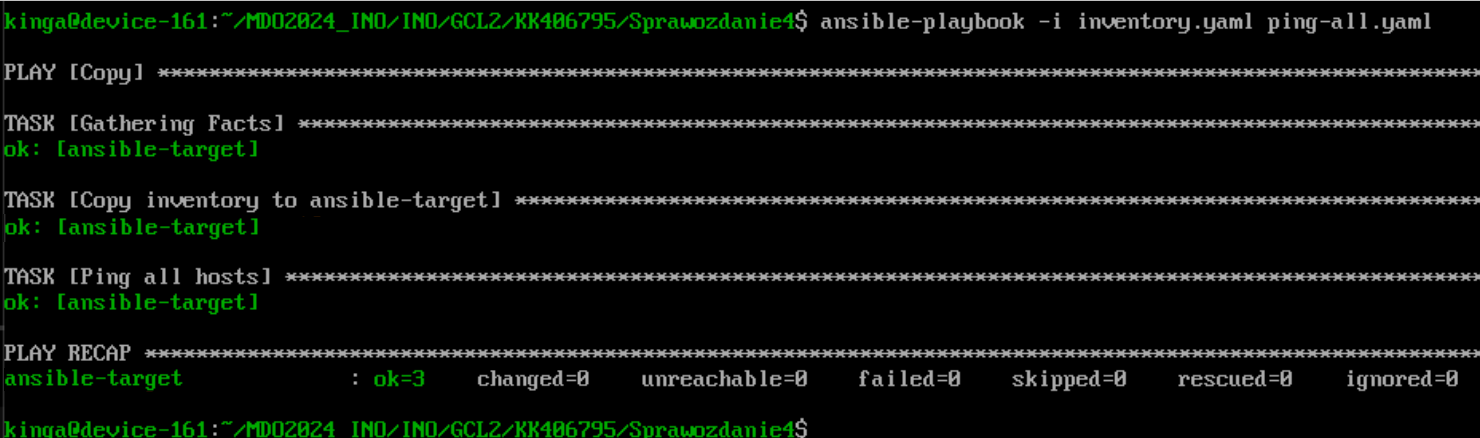 kinga@device-161:~/MDO2024_INO/INO/GCL2/KK406795/Sprawozdanie4$ ansible-playbook -i inventory.yaml ping-all.yaml
PLAY [Copy] ********************************************************************************************************
TASK [Gathering Facts] *********************************************************************************************
ok: [ansible-target]
TASK [Copy inventory to ansible-target] ****************************************************************************
ok: [ansible-target]
TASK [Ping all hosts] **********************************************************************************************
ok: [ansible-target]
PLAY RECAP *********************************************************************************************************
ansible-target             : ok=3    changed=0    unreachable=0    failed=0    skipped=0    rescued=0    ignored=0
kinga@device-161:~/MDO2024_INO/INO/GCL2/KK406795/Sprawozdanie4$